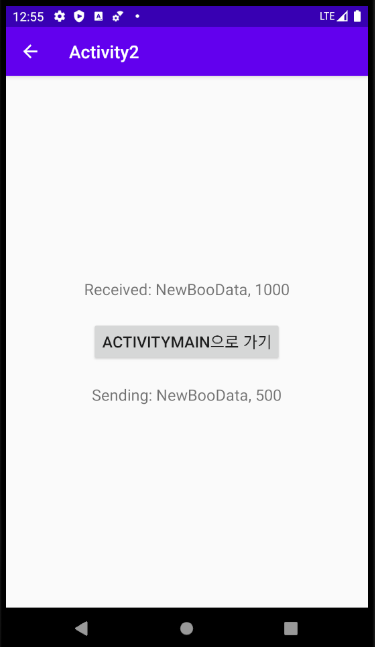 12:55 LTE
Activity2
Received: NewBooData, 1000
ACTIVITYMAIN으로 가기
Sending: NewBooData, 500